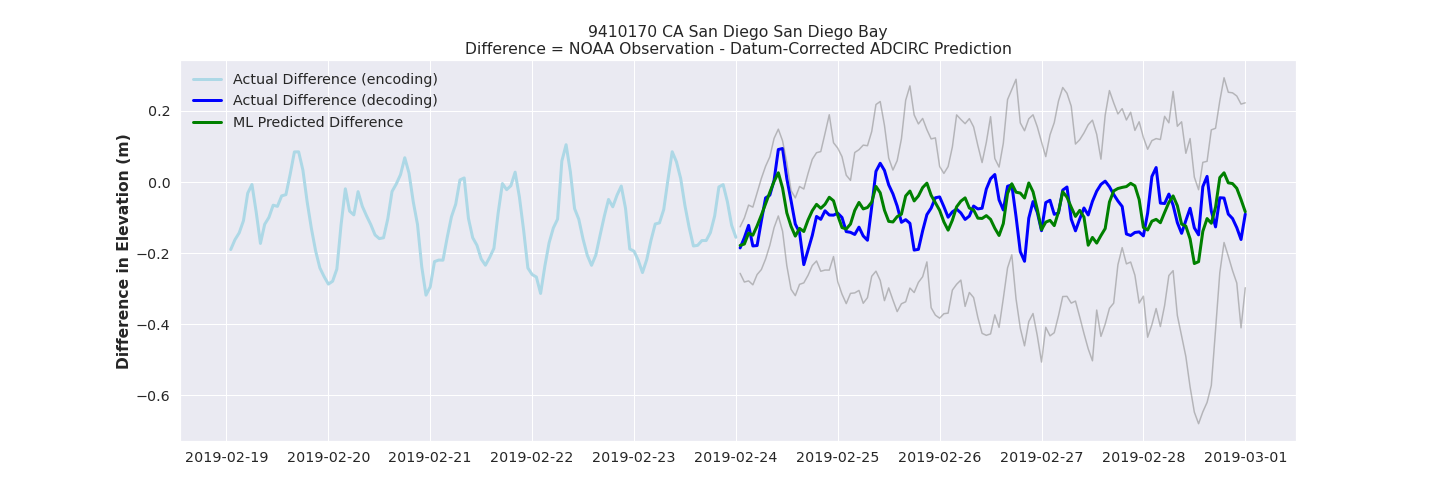 9410170 CA San Diego San Diego Bay
Difference = NOAA Observation - Datum-Corrected ADCIRC Prediction
Actual Difference (encoding)
Actual Difference (decoding)
ML Predicted Difference
Difference in Elevation (m)
0.2
0.0
−0.2
−0.4
−0.6
2019-02-19 2019-02-20 2019-02-21 2019-02-22 2019-02-23 2019-02-24 2019-02-25 2019-02-26 2019-02-27 2019-02-28 2019-03-01